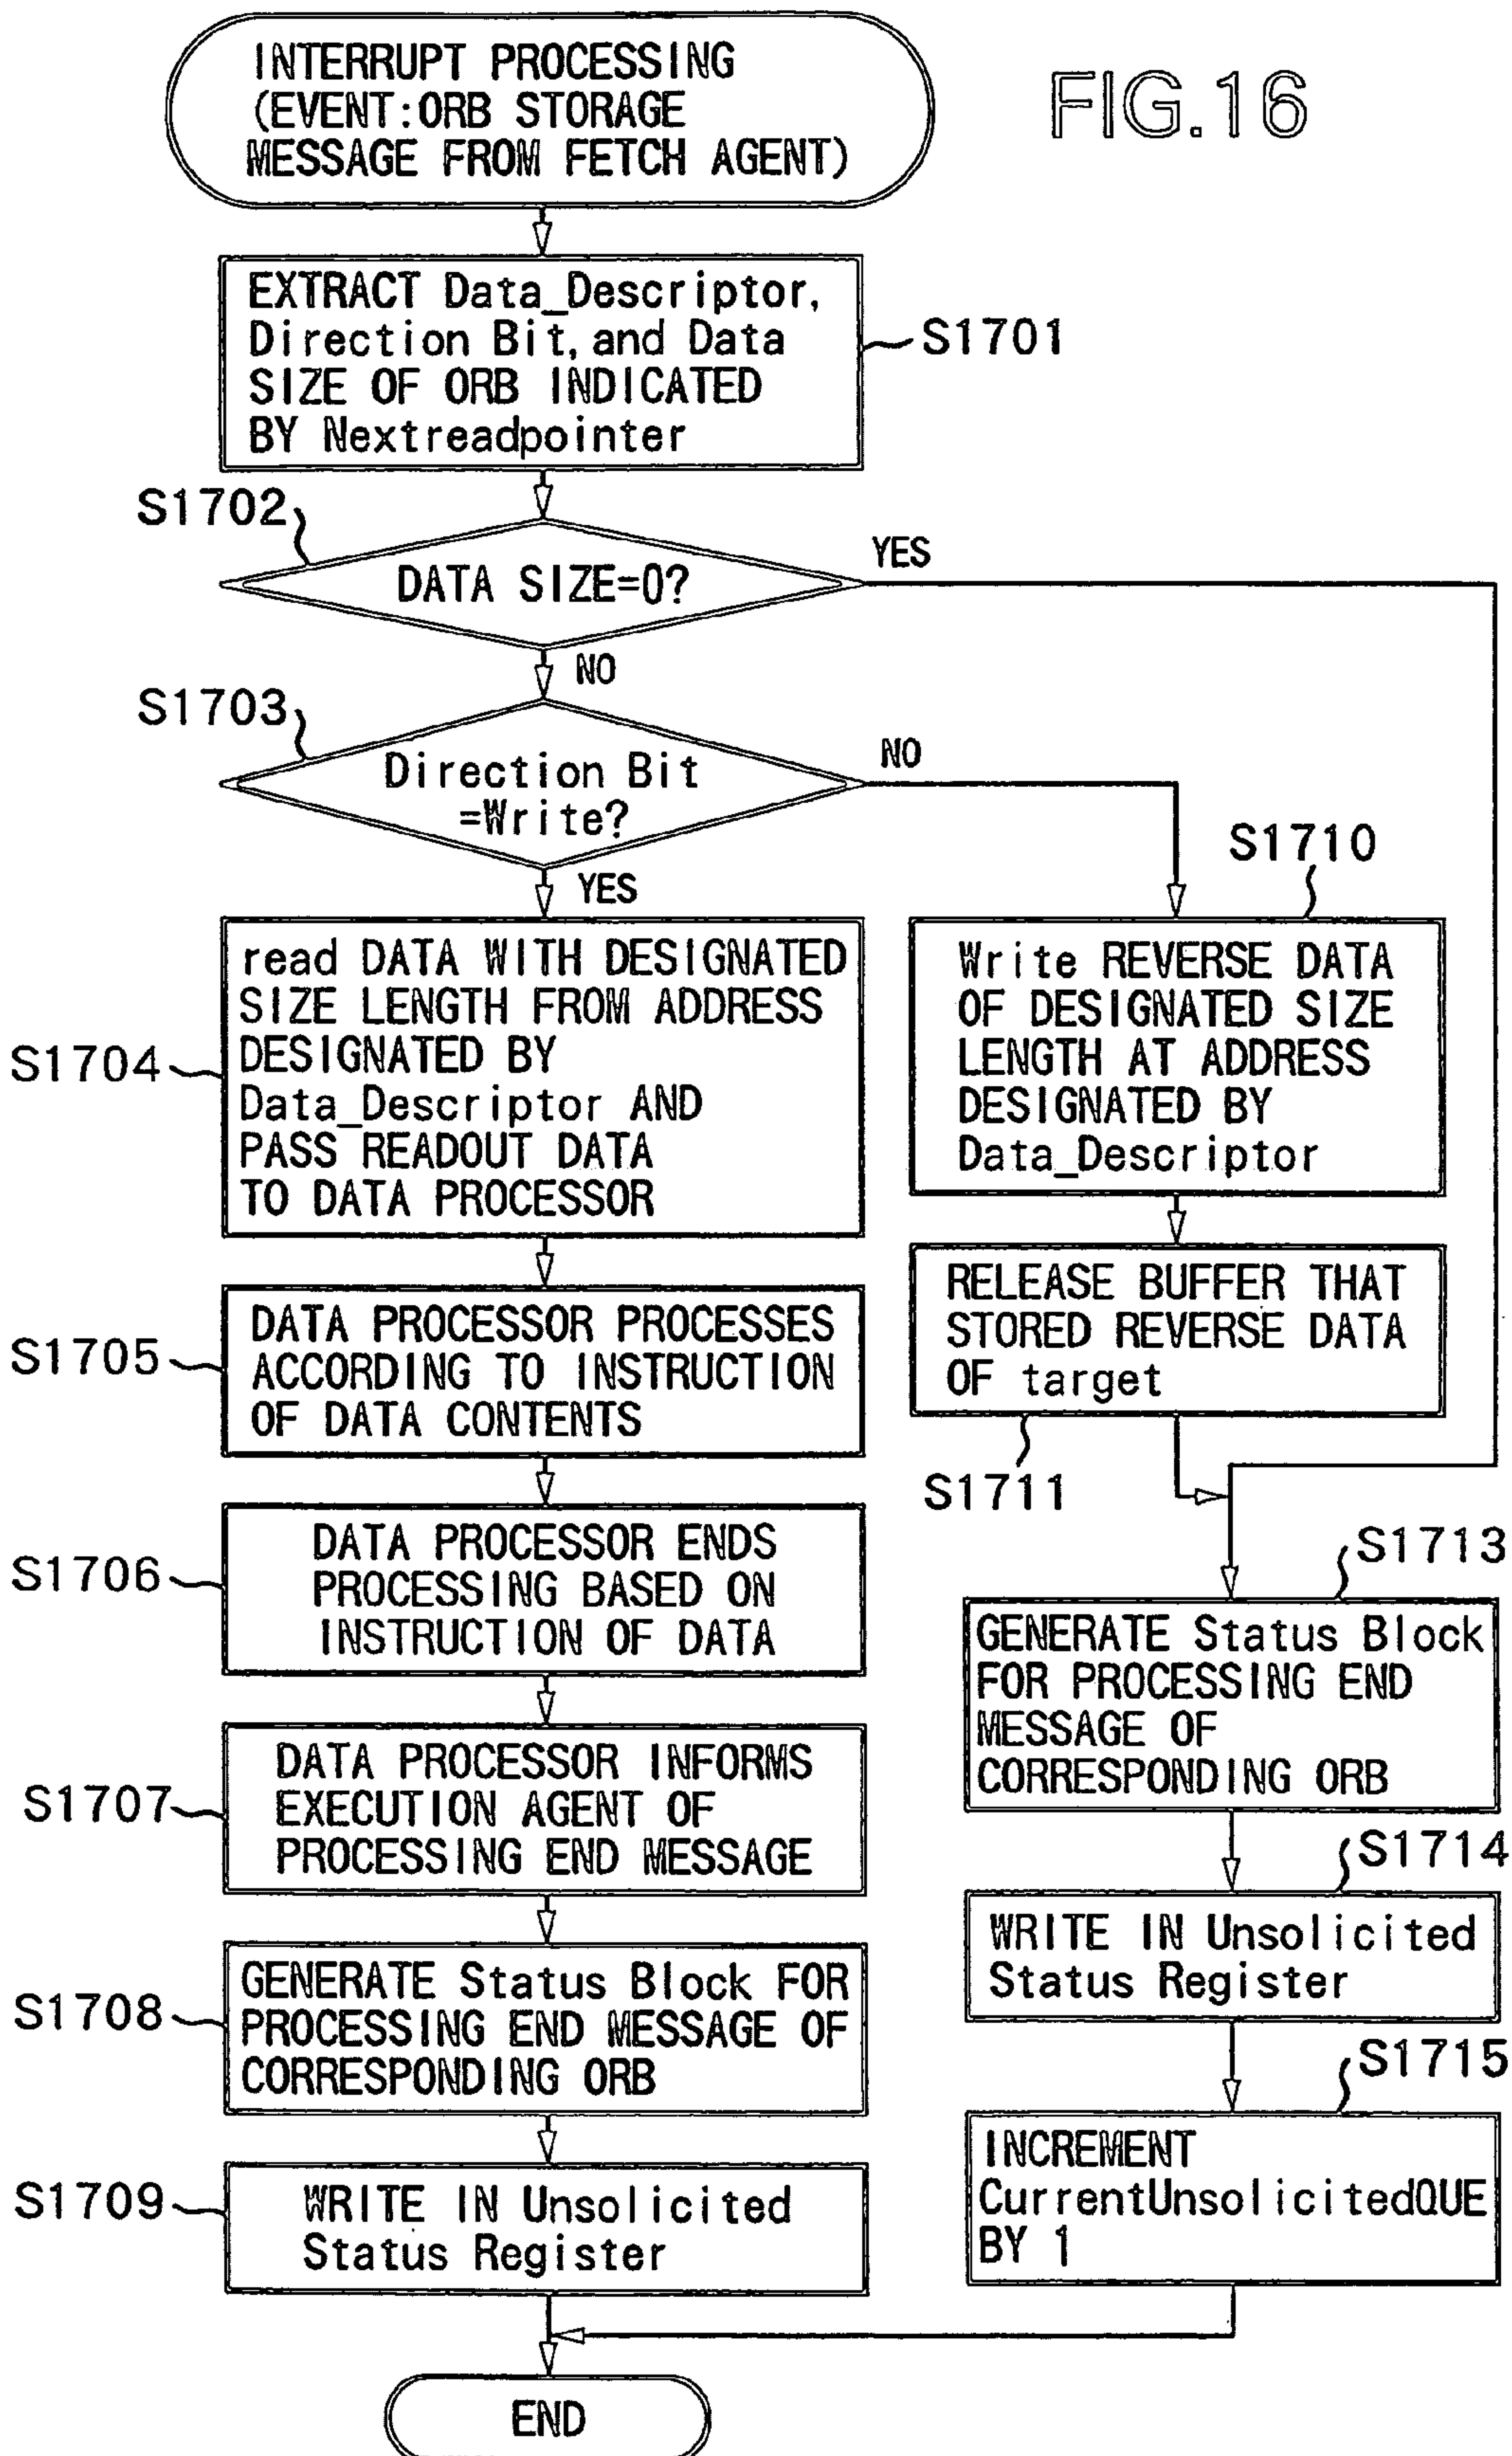 INTERRUPT PROCESSING
(EVENT:ORB STORAGE
MESSAGE FROM FETCH AGENT)
FIG.16
EXTRACT Data_Descriptor,
Direction Bit, and Data
SIZE OF ORB INDICATED
BY Nextreadpointer
S1701
S1702
DATA SIZE=0?
YES
NO
S1703
Direction Bit
=Write?
NO
YES
S1704
read DATA WITH DESIGNATED
SIZE LENGTH FROM ADDRESS
DESIGNATED BY
Data_Descriptor AND
PASS READOUT DATA
TO DATA PROCESSOR
S1710
Write REVERSE DATA
OF DESIGNATED SIZE
LENGTH AT ADDRESS
DESIGNATED BY
Data_Descriptor
S1705
DATA PROCESSOR PROCESSES
ACCORDING TO INSTRUCTION
OF DATA CONTENTS
RELEASE BUFFER THAT
STORED REVERSE DATA
OF target
S1711
S1706
DATA PROCESSOR ENDS
PROCESSING BASED ON
INSTRUCTION OF DATA
S1713
GENERATE Status Block
FOR PROCESSING END
MESSAGE OF
CORRESPONDING ORB
S1707
DATA PROCESSOR INFORMS
EXECUTION AGENT OF
PROCESSING END MESSAGE
S1714
WRITE IN Unsolicited
Status Register
S1708
GENERATE Status Block FOR
PROCESSING END MESSAGE OF
CORRESPONDING ORB
S1715
INCREMENT
CurrentUnsolicitedQUE
BY 1
S1709
WRITE IN Unsolicited
Status Register
END